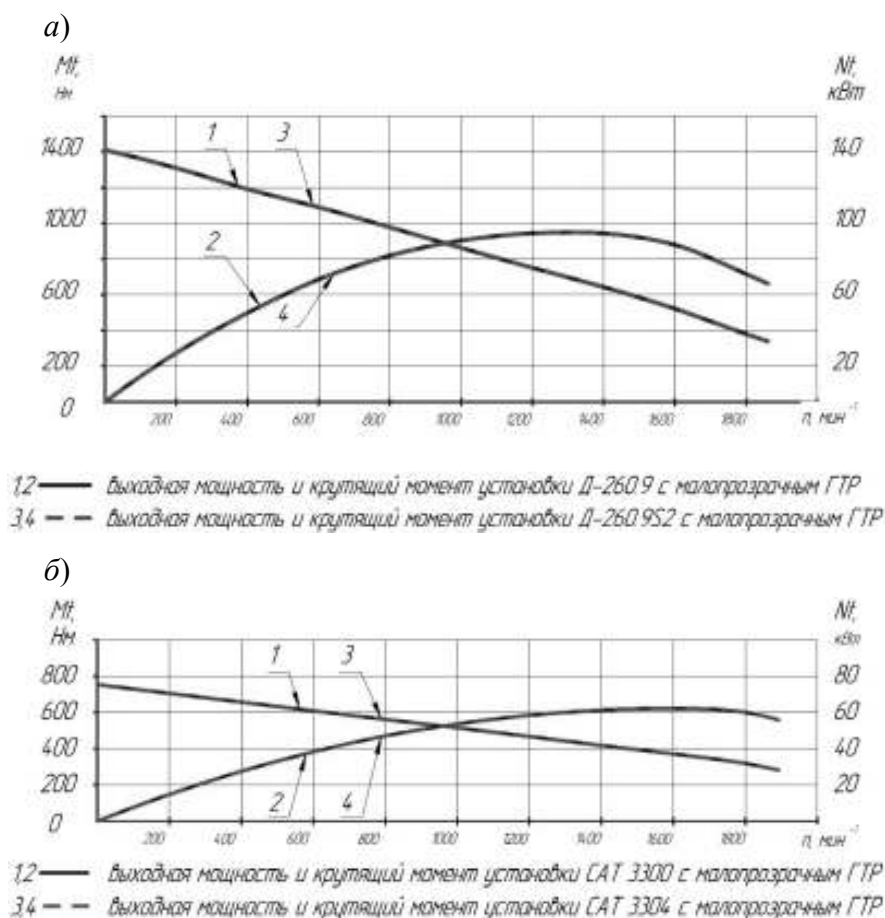 а)
Mt, Nt,
Нм кВт
1400 140
1000 100
600 60
200 20
0
1 3
2
4
200 400 600 800 1000 1200 1400 1600 1800 n, мин⁻¹
1,2 выходная мощность и крутящий момент установки Д-260.9 с малопрозрачным ГТР
3,4 выходная мощность и крутящий момент установки Д-260.9S2 с малопрозрачным ГТР
б)
Mt, Nt,
Нм кВт
800 80
600 60
400 40
200 20
0 0
1 3
2 4
200 400 600 800 1000 1200 1400 1600 1800 n, мин⁻¹
1,2 выходная мощность и крутящий момент установки CAT 3300 с малопрозрачным ГТР
3,4 выходная мощность и крутящий момент установки CAT 3304 с малопрозрачным ГТР